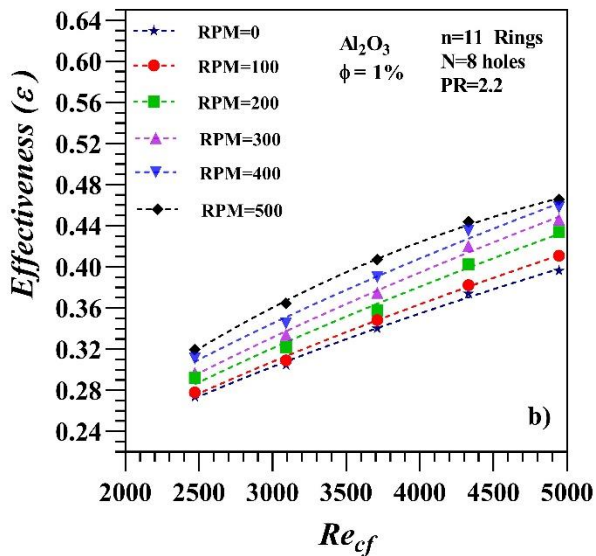 Effectiveness (ε)
0.64
0.60
0.56
0.52
0.48
0.44
0.40
0.36
0.32
0.28
0.24
RPM=0
RPM=100
RPM=200
RPM=300
RPM=400
RPM=500
Al₂O₃
ϕ = 1%
n=11 Rings
N=8 holes
PR=2.2
b)
2000 2500 3000 3500 4000 4500 5000
Re_cf